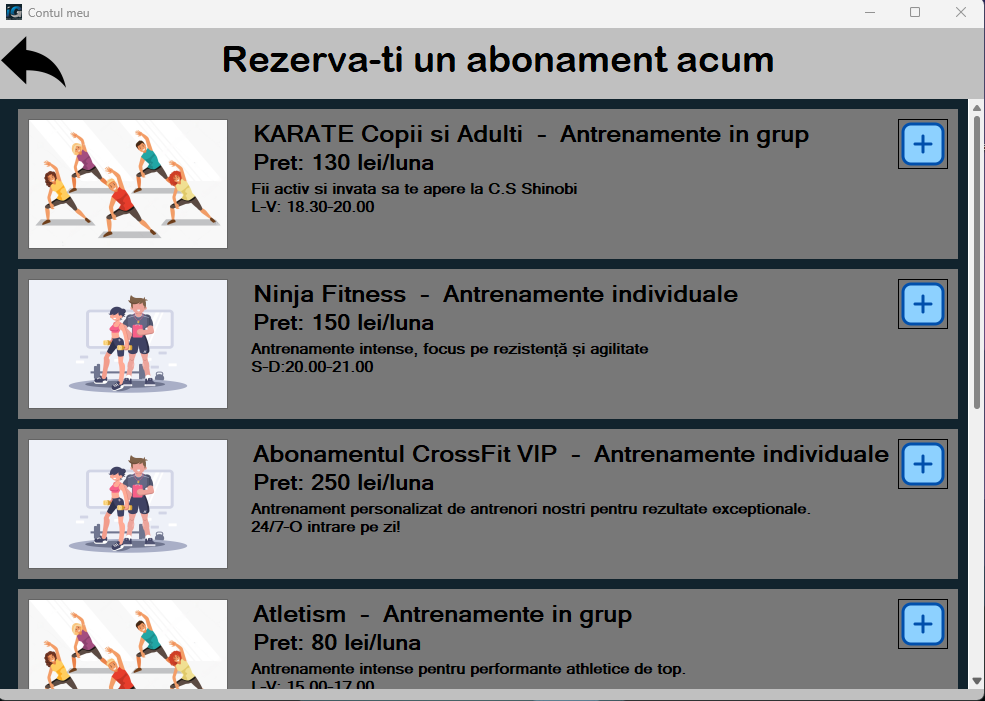 Contul meu
Rezerva-ti un abonament acum
KARATE Copii si Adulti - Antrenamente in grup
Pret: 130 lei/luna
Fii activ si invata sa te apere la C.S Shinobi
L-V: 18.30-20.00
Ninja Fitness - Antrenamente individuale
Pret: 150 lei/luna
Antrenamente intense, focus pe rezistență și agilitate
S-D:20.00-21.00
Abonamentul CrossFit VIP - Antrenamente individuale
Pret: 250 lei/luna
Antrenament personalizat de antrenori nostri pentru rezultate exceptionale.
24/7-O intrare pe zi!
Atletism - Antrenamente in grup
Pret: 80 lei/luna
Antrenamente intense pentru performante athletice de top.
L-V: 15.00-17.00